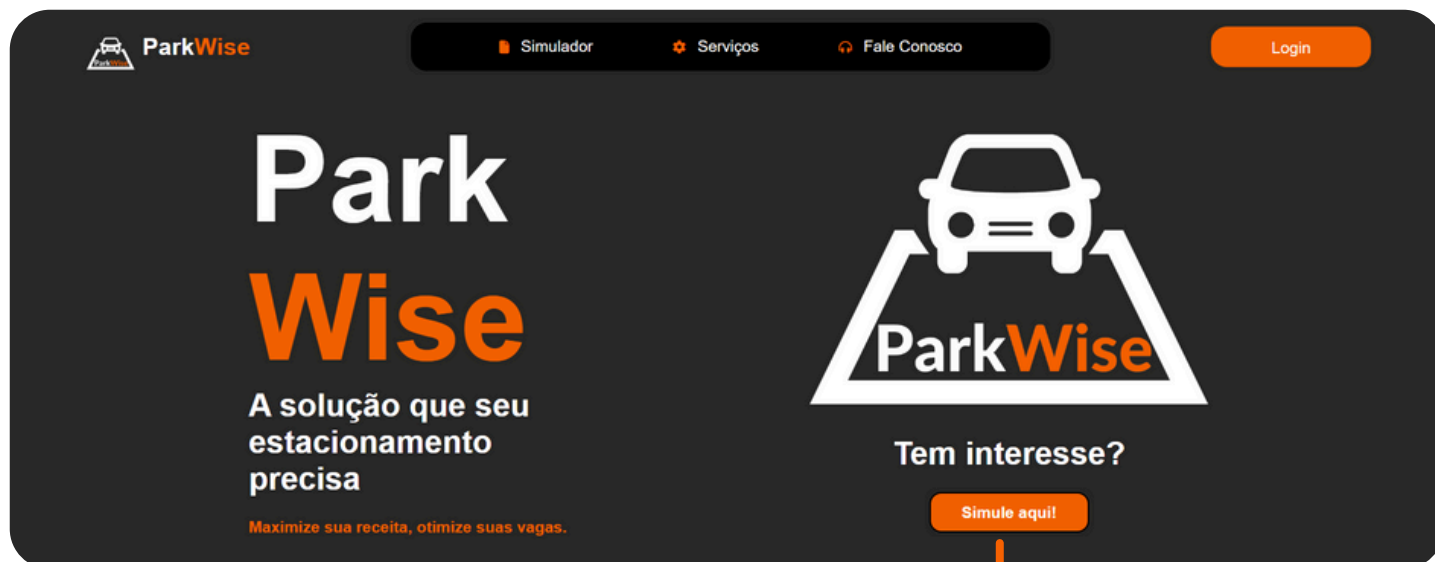 ParkWise
ParkWise
Simulador
Serviços
Fale Conosco
Login
Park
Wise
A solução que seu
estacionamento
precisa
Maximize sua receita, otimize suas vagas.
ParkWise
Tem interesse?
Simule aqui!